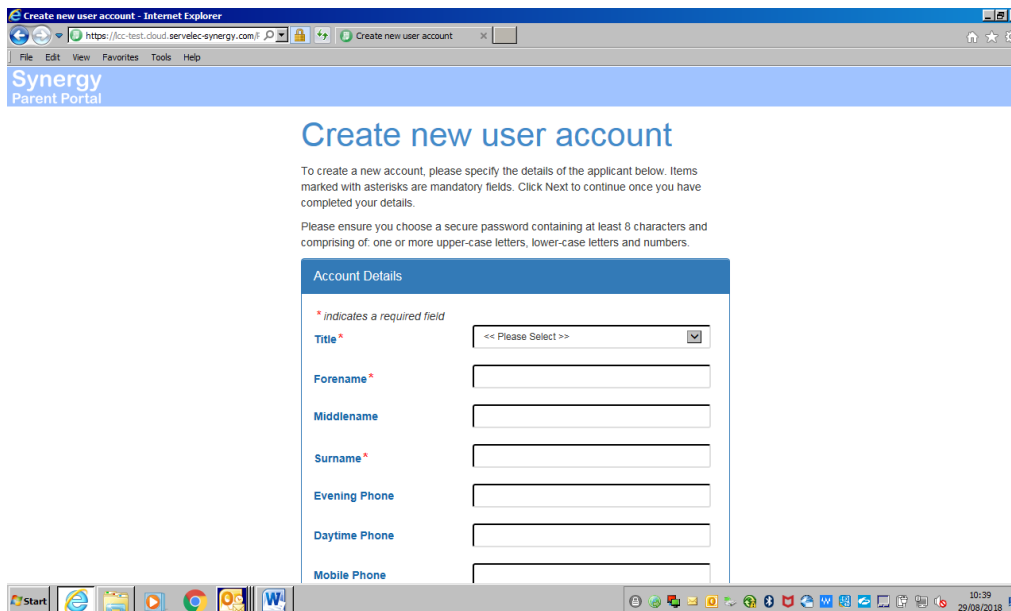 Create new user account - Internet Explorer
https://lcc-test.cloud.servelec-synergy.com/ Create new user account
File Edit View Favorites Tools Help
Synergy
Parent Portal
Create new user account
To create a new account, please specify the details of the applicant below. Items
marked with asterisks are mandatory fields. Click Next to continue once you have
completed your details.
Please ensure you choose a secure password containing at least 8 characters and
comprising of: one or more upper-case letters, lower-case letters and numbers.
Account Details
* indicates a required field
Title* << Please Select >>
Forename*
Middlename
Surname*
Evening Phone
Daytime Phone
Mobile Phone
Start
10:39
29/08/2018